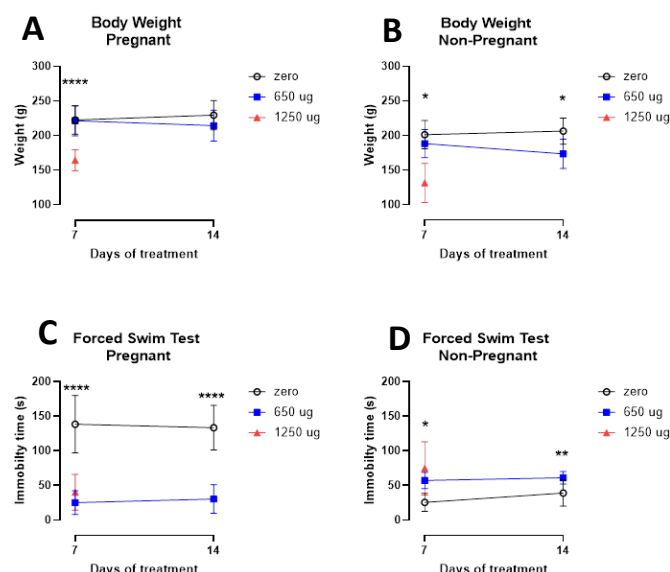 A
Body Weight
Pregnant
300
250
200
150
100
Weight (g)
****
7
14
Days of treatment
zero
650 ug
1250 ug
B
Body Weight
Non-Pregnant
300
250
200
150
100
Weight (g)
*
*
7
14
Days of treatment
zero
650 ug
1250 ug
C
Forced Swim Test
Pregnant
200
150
100
50
0
Immobilty time (s)
****
****
7
14
Days of treatment
zero
650 ug
1250 ug
D
Forced Swim Test
Non-Pregnant
200
150
100
50
0
Immobilty time (s)
*
**
7
14
Days of treatment
zero
650 ug
1250 ug